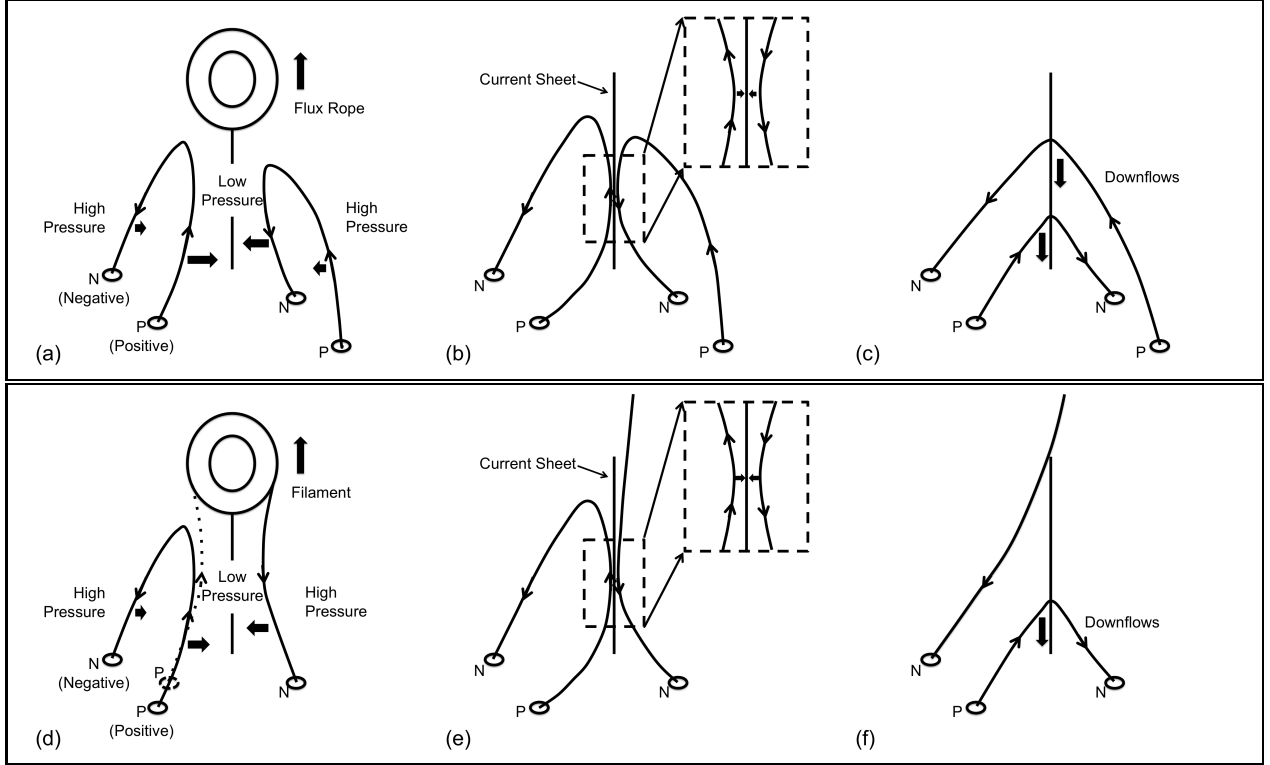 Flux Rope
Low
Pressure
High
Pressure
High
Pressure
N
(Negative)
N
P
(Positive)
P
(a)
Current Sheet
N
N
P
P
(b)
Downflows
N
N
P
P
(c)
Filament
Low
Pressure
High
Pressure
High
Pressure
N
(Negative)
P
N
P
(Positive)
(d)
Current Sheet
N
N
P
(e)
Downflows
N
N
P
(f)